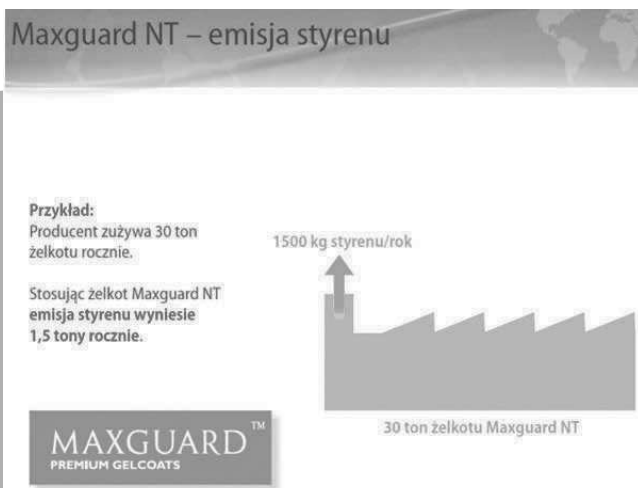 Maxguard NT – emisja styrenu
Przykład:
Producent zużywa 30 ton
żelkotu rocznie.
Stosując żelkot Maxguard NT
emisja styrenu wyniesie
1,5 tony rocznie.
1500 kg styrenu/rok
30 ton żelkotu Maxguard NT
MAXGUARD™
PREMIUM GELCOATS